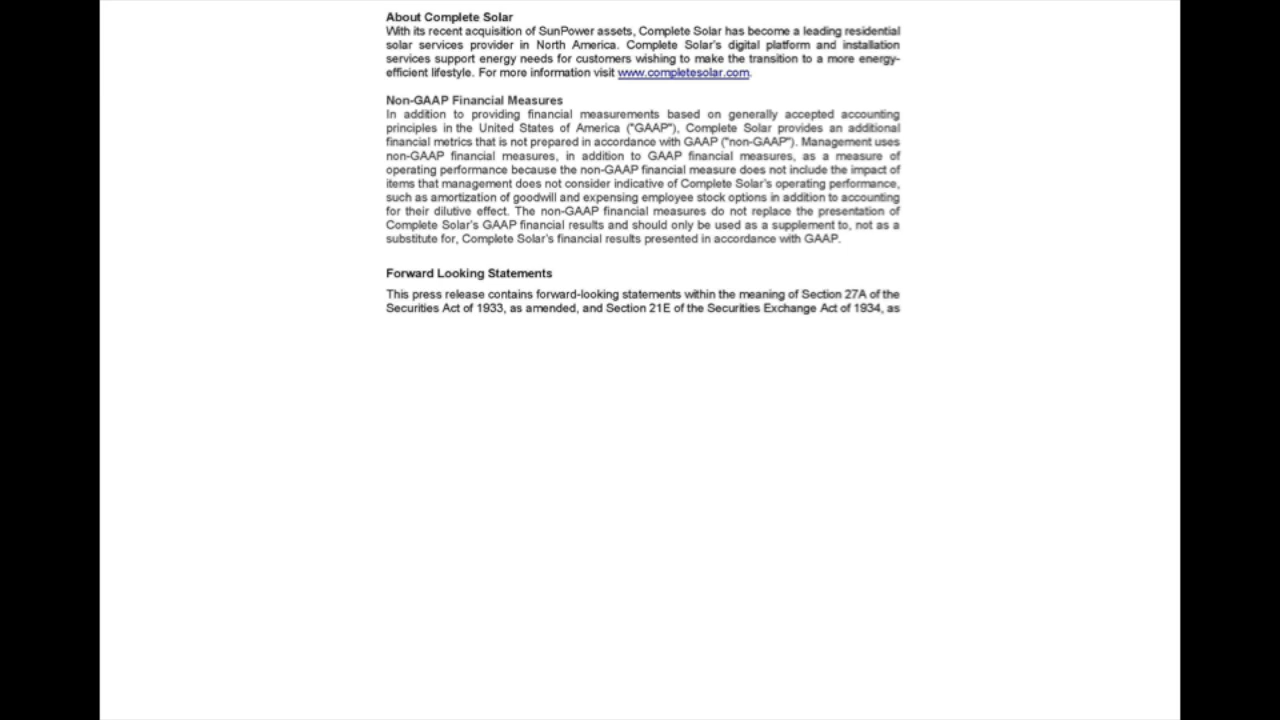 About Complete Solar
With its recent acquisition of SunPower assets, Complete Solar has become a leading residential
solar services provider in North America. Complete Solar's digital platform and installation
services support energy needs for customers wishing to make the transition to a more energy-
efficient lifestyle. For more information visit www.completesolar.com.
Non-GAAP Financial Measures
In addition to providing financial measurements based on generally accepted accounting
principles in the United States of America ("GAAP"), Complete Solar provides an additional
financial metrics that is not prepared in accordance with GAAP ("non-GAAP"). Management uses
non-GAAP financial measures, in addition to GAAP financial measures, as a measure of
operating performance because the non-GAAP financial measure does not include the impact of
items that management does not consider indicative of Complete Solar's operating performance,
such as amortization of goodwill and expensing employee stock options in addition to accounting
for their dilutive effect. The non-GAAP financial measures do not replace the presentation of
Complete Solar's GAAP financial results and should only be used as a supplement to, not as a
substitute for, Complete Solar's financial results presented in accordance with GAAP.
Forward Looking Statements
This press release contains forward-looking statements within the meaning of Section 27A of the
Securities Act of 1933, as amended, and Section 21E of the Securities Exchange Act of 1934, as